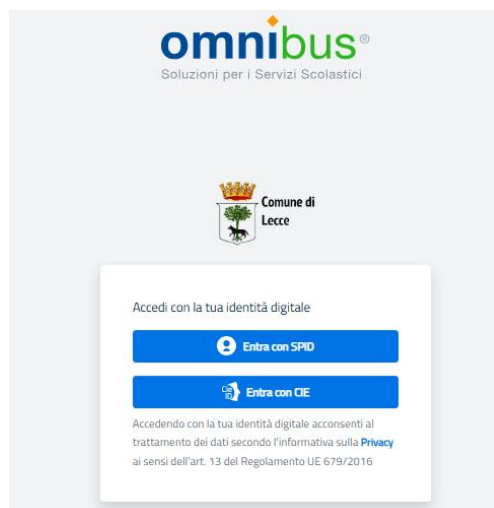 omnibus®
Soluzioni per i Servizi Scolastici
Comune di
Lecce
Accedi con la tua identità digitale
Entra con SPID
Cie
ID
Entra con CIE
Accedendo con la tua identità digitale acconsenti al
trattamento dei dati secondo l'informativa sulla Privacy
ai sensi dell'art. 13 del Regolamento UE 679/2016